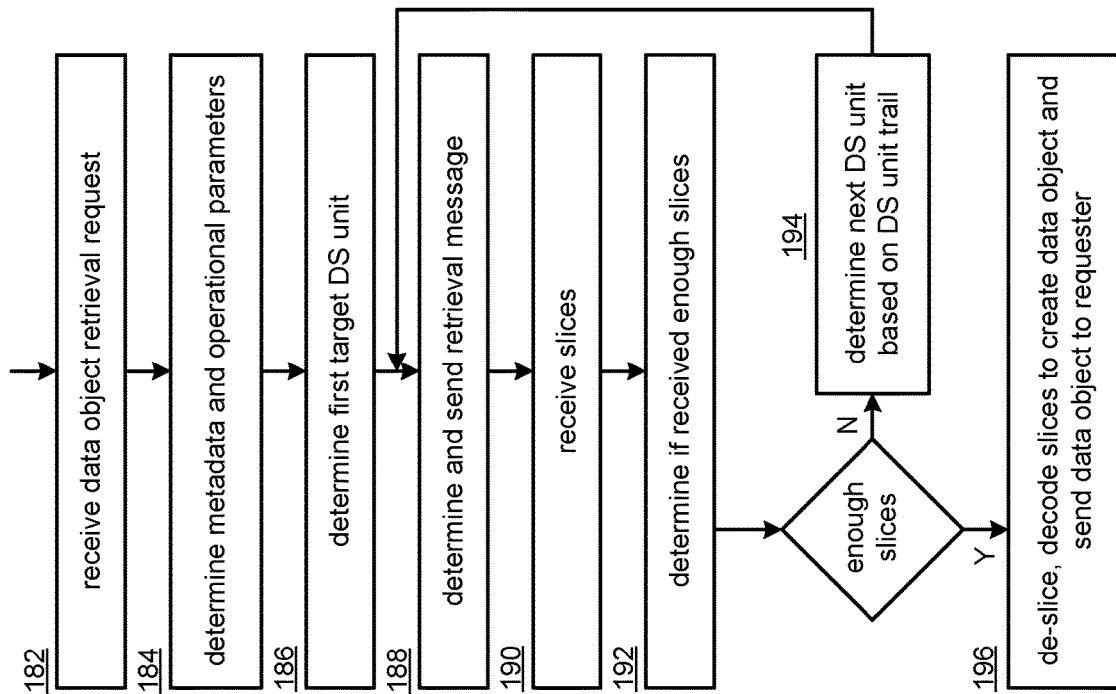 182
receive data object retrieval request
184
determine metadata and operational parameters
186
determine first target DS unit
188
determine and send retrieval message
190
receive slices
192
determine if received enough slices
enough
slices
N
Y
194
determine next DS unit
based on DS unit trail
196
de-slice, decode slices to create data object and
send data object to requester